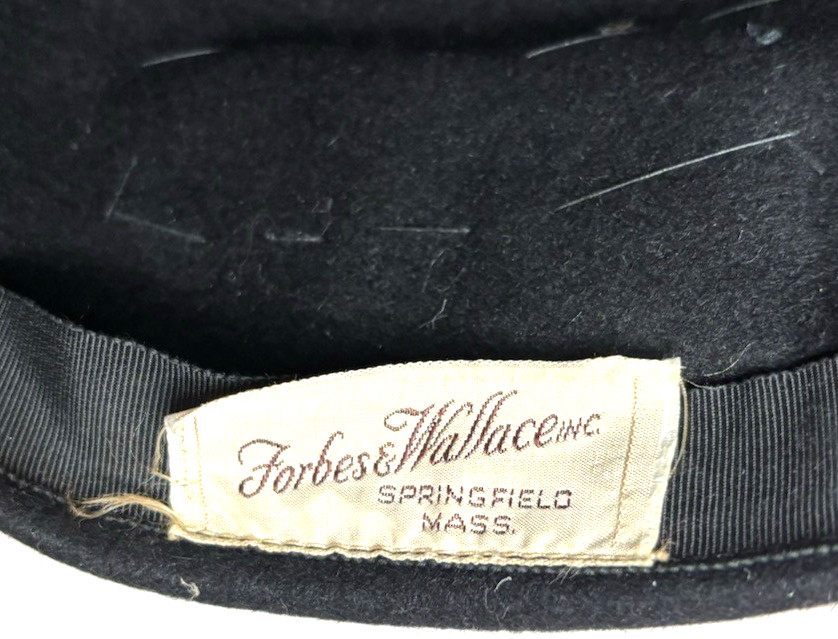 Forbes & Wallace INC.
SPRINGFIELD
MASS.